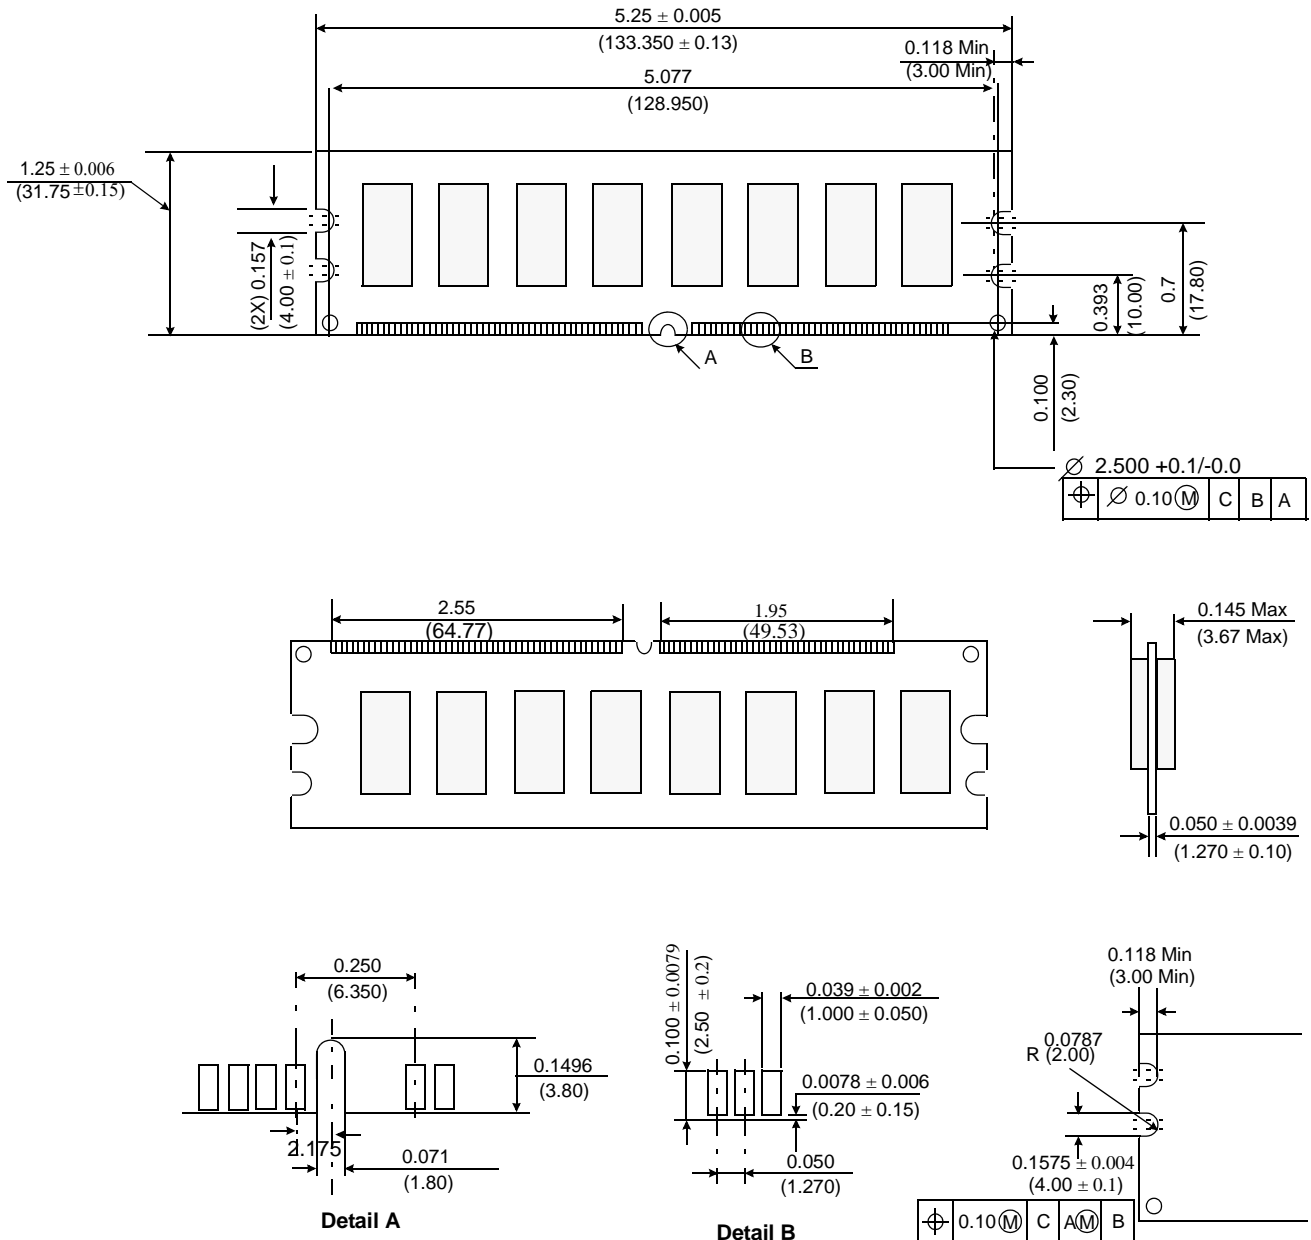 5.25 ± 0.005
(133.350 ± 0.13)
0.118 Min
(3.00 Min)
5.077
(128.950)
1.25 ± 0.006
(31.75 ±0.15)
(2X) 0.157
(4.00 ± 0.1)
0.393
(10.00)
0.7
(17.80)
A
B
0.100
(2.30)
∅ 2.500 +0.1/-0.0
⌖ ∅ 0.10 Ⓜ C B A
2.55
(64.77)
1.95
(49.53)
0.145 Max
(3.67 Max)
0.050 ± 0.0039
(1.270 ± 0.10)
0.250
(6.350)
0.1496
(3.80)
2.175
0.071
(1.80)
Detail A
0.100 ± 0.0079
(2.50 ± 0.2)
0.039 ± 0.002
(1.000 ± 0.050)
0.0078 ± 0.006
(0.20 ± 0.15)
0.050
(1.270)
Detail B
0.118 Min
(3.00 Min)
0.0787
R (2.00)
0.1575 ± 0.004
(4.00 ± 0.1)
⌖ 0.10 Ⓜ C AⓂ B